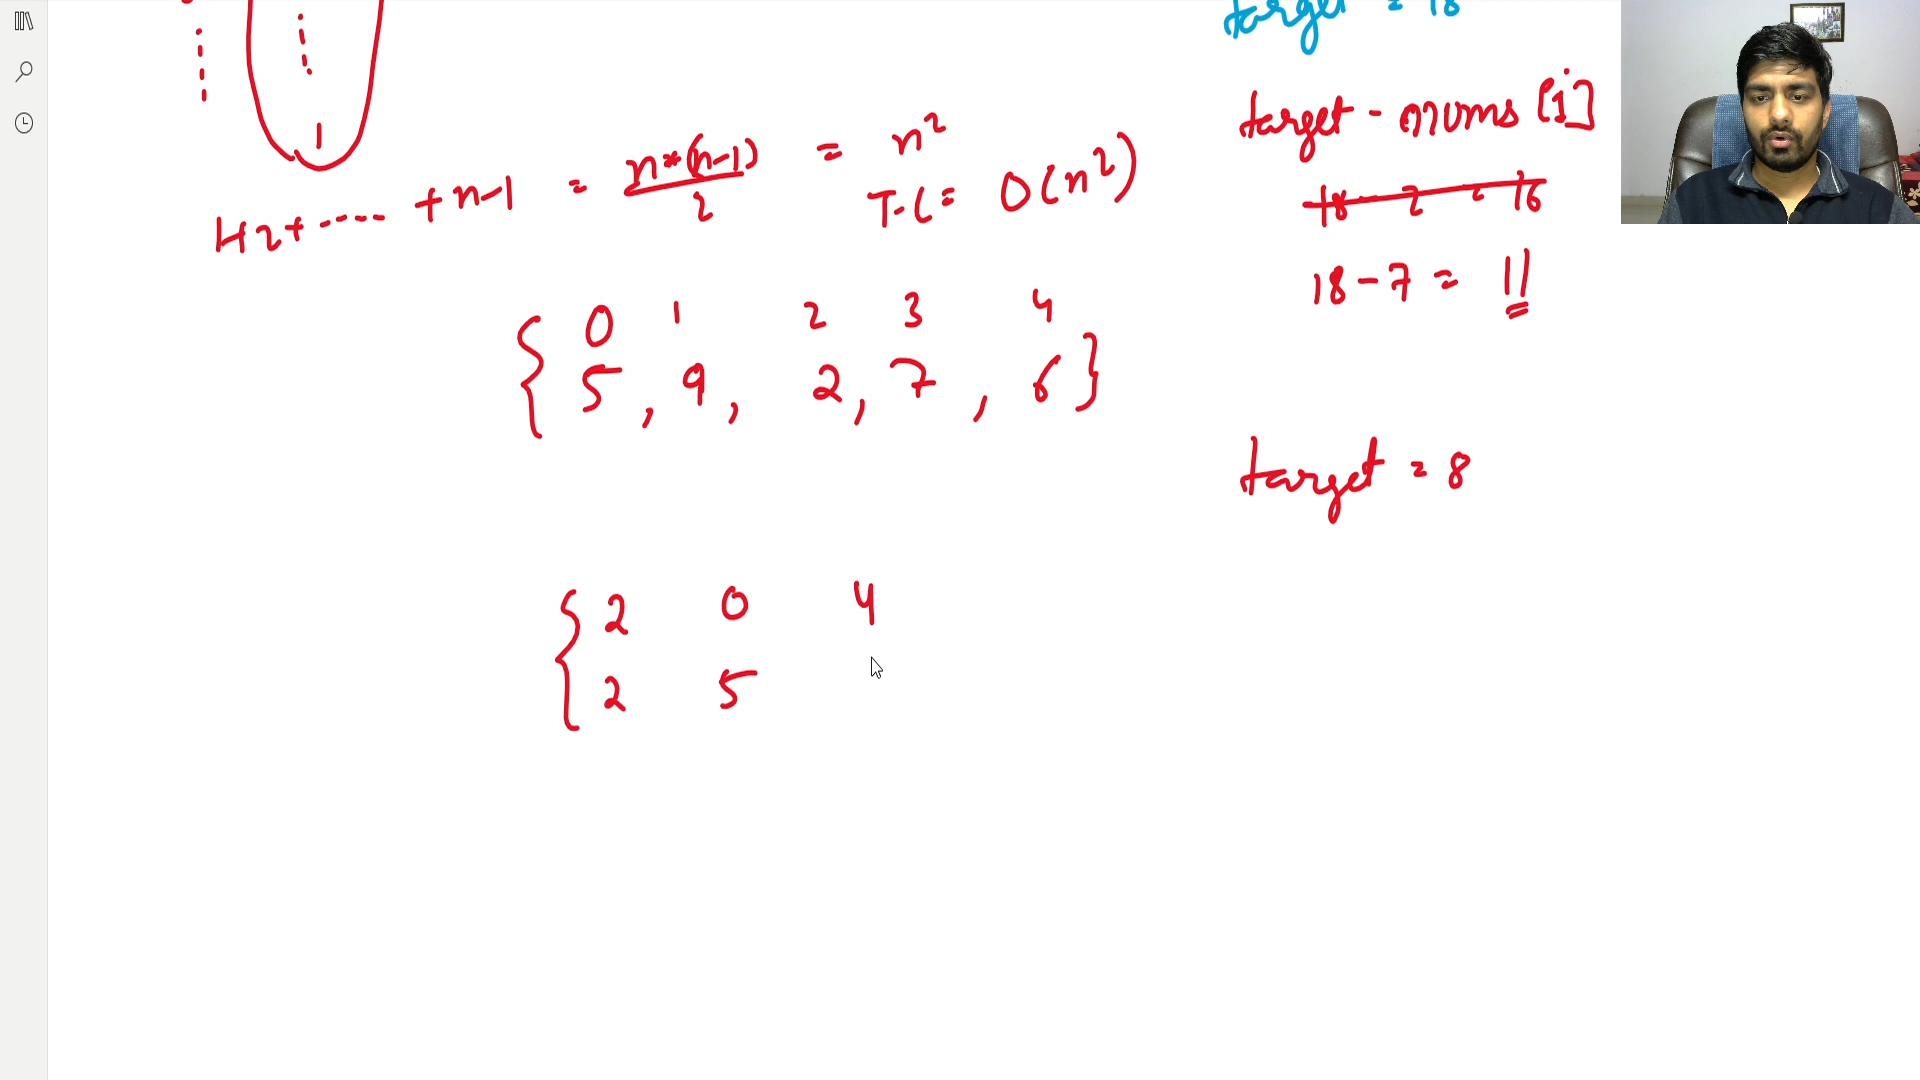 target = 18
1
target - nums [i]
1+2+ ---- + n-1 = n*(n-1)/2 = n²
T.C = O(n²)
18 - 2 = 16
18 - 7 = 11
0 1 2 3 4
{ 5 , 9 , 2 , 7 , 6 }
target = 8
{ 2 0 4
2 5